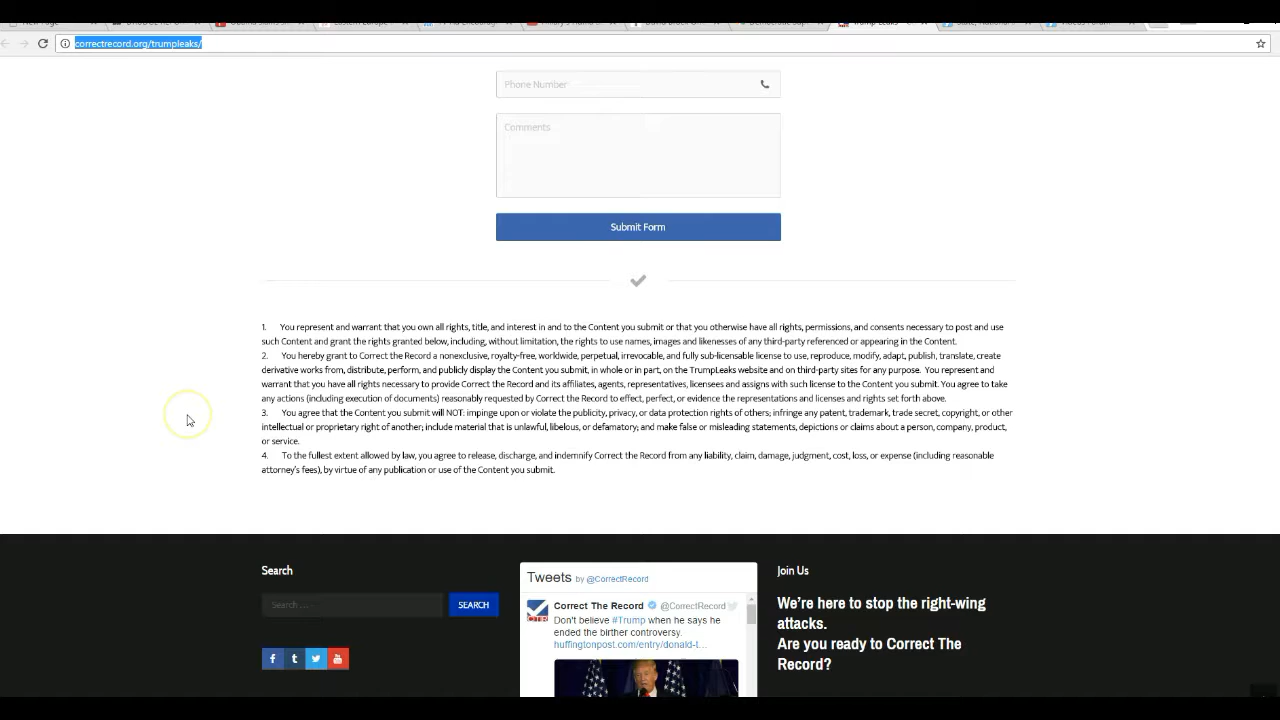 correctrecord.org/trumpleaks/
Phone Number*
Comments
Submit Form
1. You represent and warrant that you own all rights, title, and interest in and to the Content you submit or that you otherwise have all rights, permissions, and consents necessary to post and use
such Content and grant the rights granted below, including, without limitation, the rights to use names, images and likenesses of any third-party referenced or appearing in the Content.
2. You hereby grant to Correct the Record a nonexclusive, royalty-free, worldwide, perpetual, irrevocable, and fully sub-licensable license to use, reproduce, modify, adapt, publish, translate, create
derivative works from, distribute, perform, and publicly display the Content you submit, in whole or in part, on the TrumpLeaks website and on third-party sites for any purpose. You represent and
warrant that you have all rights necessary to provide Correct the Record and its affiliates, agents, representatives, licensees and assigns with such license to the Content you submit. You agree to take
any actions (including execution of documents) reasonably requested by Correct the Record to effect, perfect, or evidence the representations and licenses and rights set forth above.
3. You agree that the Content you submit will NOT: impinge upon or violate the publicity, privacy, or data protection rights of others; infringe any patent, trademark, trade secret, copyright, or other
intellectual or proprietary right of another; include material that is unlawful, libelous, or defamatory; and make false or misleading statements, depictions or claims about a person, company, product,
or service.
4. To the fullest extent allowed by law, you agree to release, discharge, and indemnify Correct the Record from any liability, claim, damage, judgment, cost, loss, or expense (including reasonable
attorney's fees), by virtue of any publication or use of the Content you submit.
Search
Search …
SEARCH
Tweets by @CorrectRecord
Correct The Record @CorrectRecord
Don't believe #Trump when he says he
ended the birther controversy.
huffingtonpost.com/entry/donald-t…
Join Us
We're here to stop the right-wing
attacks.
Are you ready to Correct The
Record?